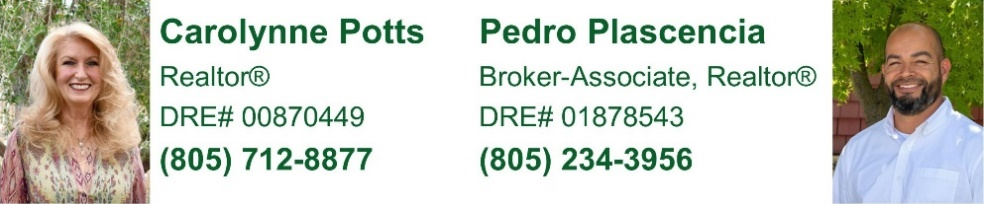 Carolynne Potts
Realtor®
DRE# 00870449
(805) 712-8877
Pedro Plascencia
Broker-Associate, Realtor®
DRE# 01878543
(805) 234-3956